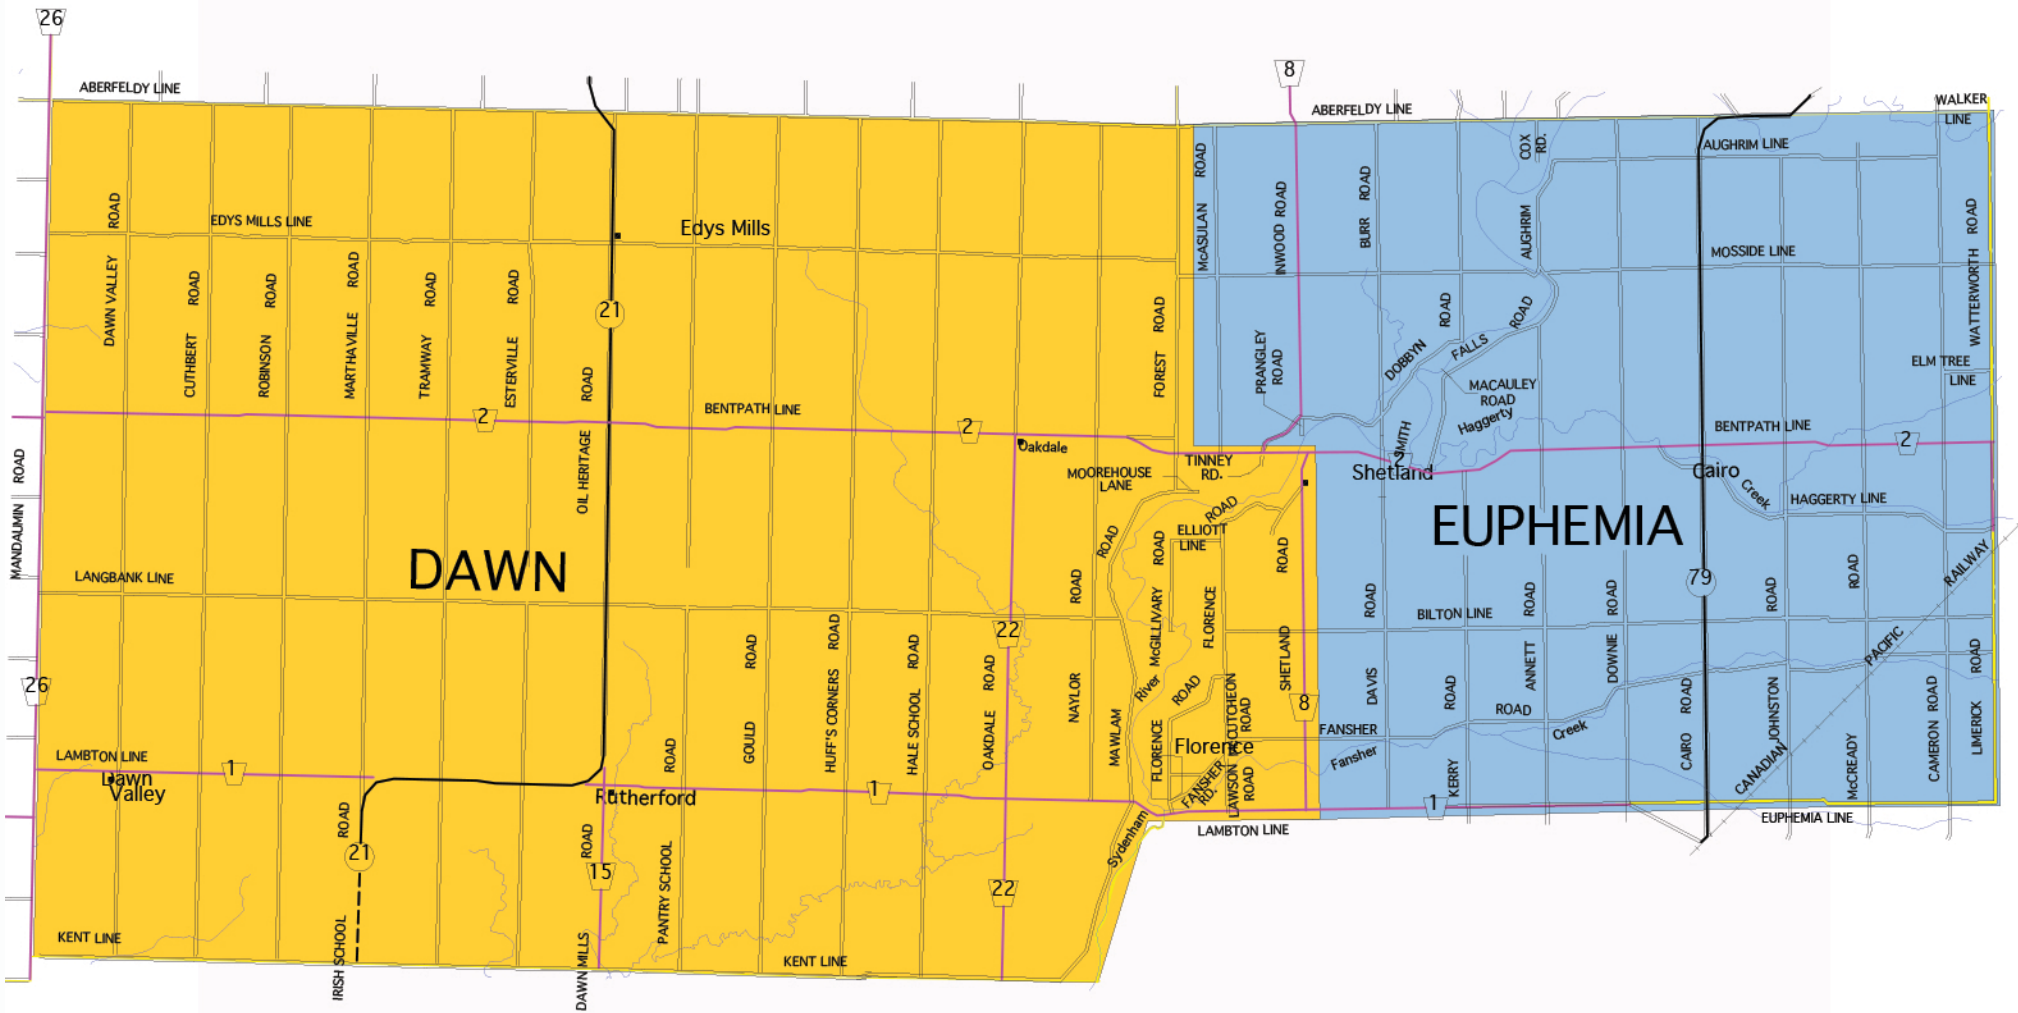 26
8
ABERFELDY LINE
ABERFELDY LINE
WALKER
LINE
AUGHRIM LINE
COX
RD.
ROAD
McASULAN
INWOOD ROAD
BURR ROAD
AUGHRIM
WATTERWORTH ROAD
ROAD
DAWN VALLEY
EDYS MILLS LINE
Edys Mills
MOSSIDE LINE
CUTHBERT ROAD
ROBINSON ROAD
MARTHAVILLE ROAD
TRAMWAY ROAD
ESTERVILLE ROAD
21
OIL HERITAGE ROAD
FOREST ROAD
PRANGLEY
ROAD
DOBBYN
ROAD
FALLS
ROAD
MACAULEY
ROAD
Haggerty
SMITH
ELM TREE
LINE
2
BENTPATH LINE
2
BENTPATH LINE
2
2
Oakdale
MOOREHOUSE
LANE
TINNEY
RD.
Shetland
Cairo
Creek
HAGGERTY LINE
MANDAUMIN ROAD
DAWN
EUPHEMIA
ROAD
ROAD
ELLIOTT
LINE
LANGBANK LINE
79
RAILWAY
PACIFIC
CANADIAN
BILTON LINE
22
NAYLOR ROAD
McGILLIVARY ROAD
FLORENCE
SHETLAND ROAD
DAVIS ROAD
ANNETT ROAD
DOWNIE ROAD
JOHNSTON ROAD
McCREADY ROAD
26
GOULD ROAD
HUFF'S CORNERS ROAD
HALE SCHOOL ROAD
OAKDALE ROAD
MAWLAM
River
ROAD
FLORENCE
McCUTCHEON
ROAD
8
KERRY ROAD
CAIRO ROAD
CAMERON ROAD
LIMERICK ROAD
FANSHER
ROAD
Creek
Fansher
Florence
FANSHER
RD.
LAWSON
ROAD
LAMBTON LINE
Dawn
Valley
1
Rutherford
1
1
LAMBTON LINE
EUPHEMIA LINE
Sydenham
21
15
22
IRISH SCHOOL ROAD
DAWN MILLS ROAD
PANTRY SCHOOL ROAD
KENT LINE
KENT LINE